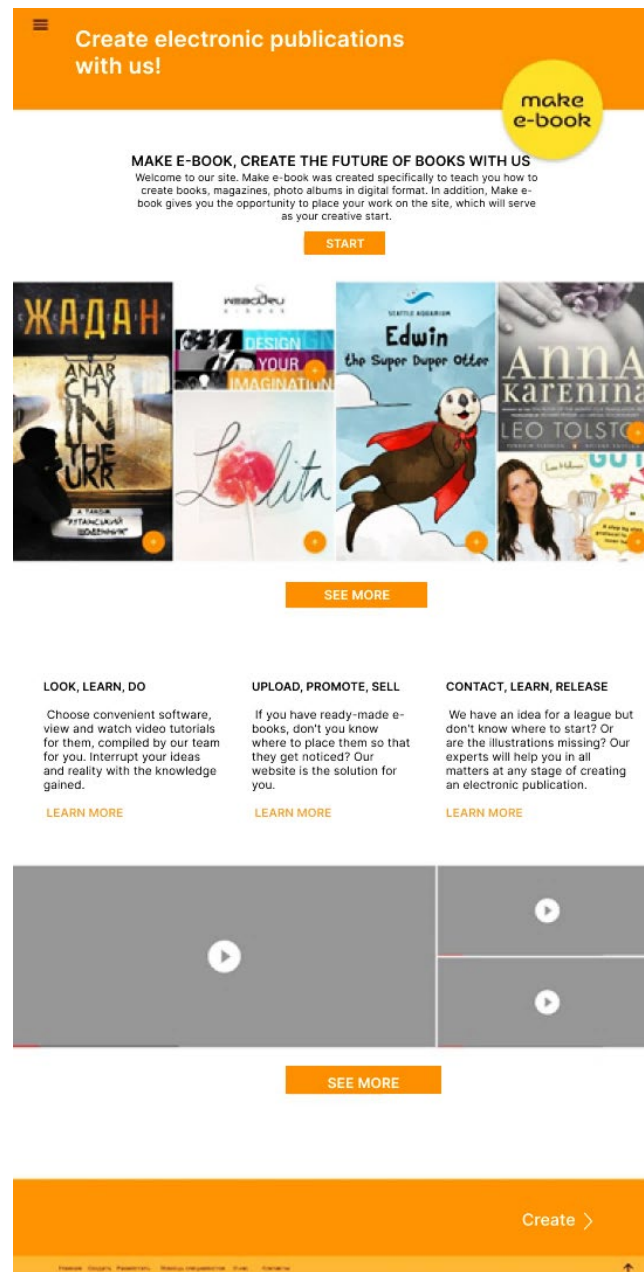 Create electronic publications
with us!
make
e-book
MAKE E-BOOK, CREATE THE FUTURE OF BOOKS WITH US
Welcome to our site. Make e-book was created specifically to teach you how to
create books, magazines, photo albums in digital format. In addition, Make e-
book gives you the opportunity to place your work on the site, which will serve
as your creative start.
START
ЖАДАН
СЕРГІЙ
ANAR
CHY
IN
THE
UKR
А ТАКОЖ
"ЛУГАНСЬКИЙ
ЩОДЕННИК"
DESIGN
YOUR
IMAGINATION
Lolita
SEATTLE AQUARIUM
Edwin
the Super Duper Otter
ANNA
KARENINA
LEO TOLSTO
SEE MORE
LOOK, LEARN, DO
Choose convenient software,
view and watch video tutorials
for them, compiled by our team
for you. Interrupt your ideas
and reality with the knowledge
gained.
LEARN MORE
UPLOAD, PROMOTE, SELL
If you have ready-made e-
books, don't you know
where to place them so that
they get noticed? Our
website is the solution for
you.
LEARN MORE
CONTACT, LEARN, RELEASE
We have an idea for a league but
don't know where to start? Or
are the illustrations missing? Our
experts will help you in all
matters at any stage of creating
an electronic publication.
LEARN MORE
SEE MORE
Create